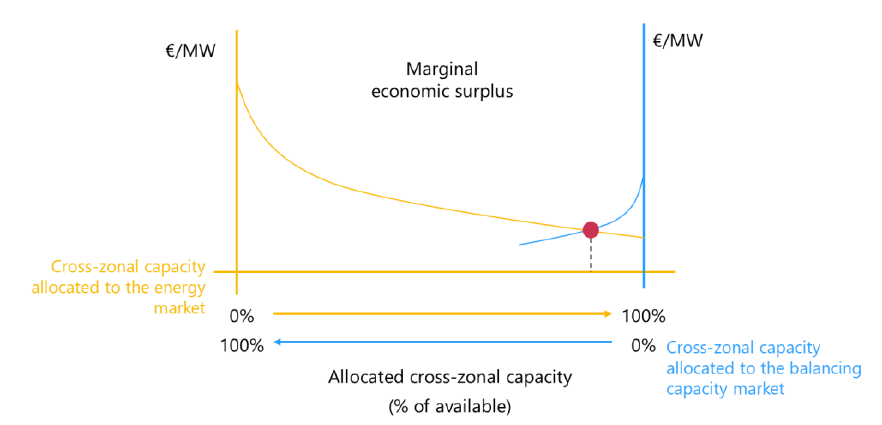 €/MW
€/MW
Marginal
economic surplus
Cross-zonal capacity
allocated to the energy
market
0%
100%
100%
0%
Cross-zonal capacity
allocated to the balancing
capacity market
Allocated cross-zonal capacity
(% of available)